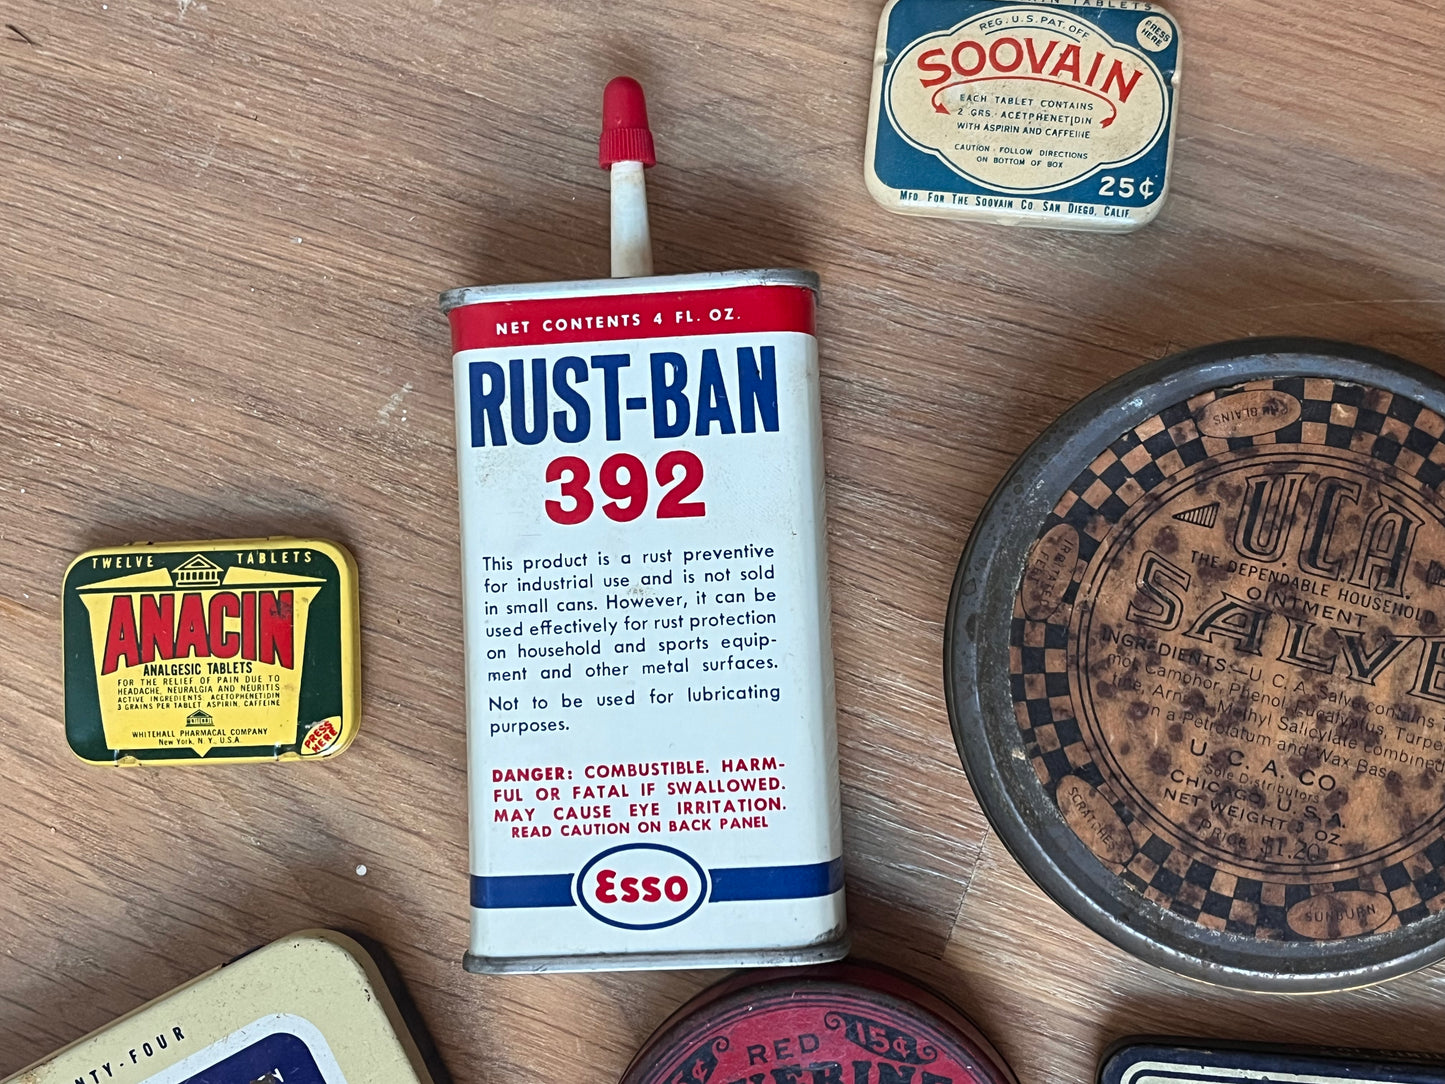 TABLETS
REG. U.S. PAT. OFF.
PRESS
HERE
SOOVAIN
EACH TABLET CONTAINS
2 GRS. ACETPHENETIDIN
WITH ASPIRIN AND CAFFEINE
CAUTION - FOLLOW DIRECTIONS
ON BOTTOM OF BOX
25¢
MFD. FOR THE SOOVAIN CO. SAN DIEGO, CALIF.
NET CONTENTS 4 FL. OZ.
RUST-BAN
392
This product is a rust preventive
for industrial use and is not sold
in small cans. However, it can be
used effectively for rust protection
on household and sports equip-
ment and other metal surfaces.
Not to be used for lubricating
purposes.
DANGER: COMBUSTIBLE. HARM-
FUL OR FATAL IF SWALLOWED.
MAY CAUSE EYE IRRITATION.
READ CAUTION ON BACK PANEL
Esso
TWELVE TABLETS
ANACIN
ANALGESIC TABLETS
FOR THE RELIEF OF PAIN DUE TO
HEADACHE, NEURALGIA AND NEURITIS
ACTIVE INGREDIENTS: ACETOPHENETIDIN
3 GRAINS PER TABLET, ASPIRIN, CAFFEINE
WHITEHALL PHARMACAL COMPANY
New York, N. Y., U.S.A.
PRESS
HERE
CHILBLAINS
U.C.A.
THE DEPENDABLE HOUSEHOLD
OINTMENT
SALVE
INGREDIENTS:—U. C. A. Salve contains
Camphor, Phenol, Eucalyptus, Turpe
Methyl Salicylate combined
in a Petrolatum and Wax Base.
U. C. A. CO.
Sole Distributors
CHICAGO, U. S. A.
NET WEIGHT 3 OZ.
PRICE $1.20
SCRATCHES
SUNBURN
NTY-FOUR
RED
15¢